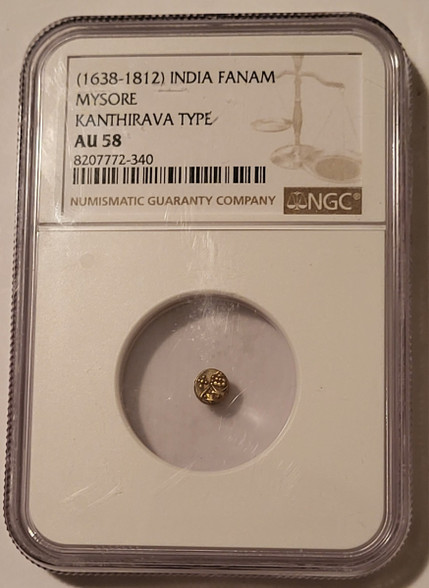 (1638-1812) INDIA FANAM
MYSORE
KANTHIRAVA TYPE
AU 58
8207772-340
NUMISMATIC GUARANTY COMPANY NGC®